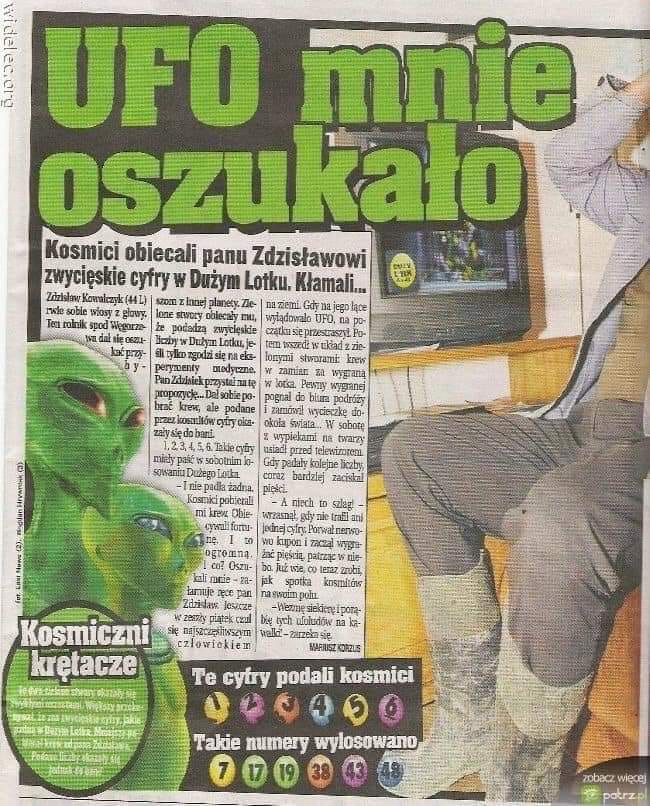 widelec.org
UFO mnie
oszukało
Kosmici obiecali panu Zdzisławowi
zwycięskie cyfry w Dużym Lotku. Kłamali...
Zdzisław Kowalczyk (44 l.)
rwie sobie włosy z głowy.
Ten rolnik spod Węgorze-
wa dał się oszu-
kać przy-
by-
szom z innej planety. Zie-
lone stwory obiecały mu,
że podadzą zwycięskie
liczby w Dużym Lotku, je-
śli tylko zgodzi się na eks-
perymenty medyczne.
Pan Zdzisiek przystał na tę
propozycję... Dał sobie po-
brać krew, ale podane
przez kosmitów cyfry oka-
zały się do bani.
1, 2, 3, 4, 5, 6. Takie cyfry
miały paść w sobotnim lo-
sowaniu Dużego Lotka.
– I nie padła żadna.
Kosmici pobierali
mi krew. Obie-
cywali fortu-
nę. I to
ogromną.
I co? Oszu-
kali mnie – za-
łamuje ręce pan
Zdzisław. Jeszcze
w zeszły piątek czuł
się najszczęśliwszym
człowiekiem
na ziemi. Gdy na jego łące
wylądowało UFO, na po-
czątku się przestraszył. Po-
tem wszedł w układ z zie-
lonymi stworami: krew
w zamian za wygraną
w lotka. Pewny wygranej
pognał do biura podróży
i zamówił wycieczkę do-
okoła świata... W sobotę
z wypiekami na twarzy
usiadł przed telewizorem.
Gdy padały kolejne liczby,
coraz bardziej zaciskał
pięści.
– A niech to szlag! –
wrzasnął, gdy nie trafił ani
jednej cyfry. Porwał nerwo-
wo kupon i zaczął wygra-
żać pięścią, patrząc w nie-
bo. Już wie, co teraz zrobi,
jak spotka kosmitów
na swoim polu.
– Wezmę siekierę i porą-
bię tych ufoludów na ka-
wałki! – zarzeka się.
MARIUSZ KORZUS
Kosmiczni
krętacze
Te cyfry podali kosmici
1 2 3 4 5 6
Takie numery wylosowano
7 17 19 38 43 48
zobacz więcej
patrz.pl